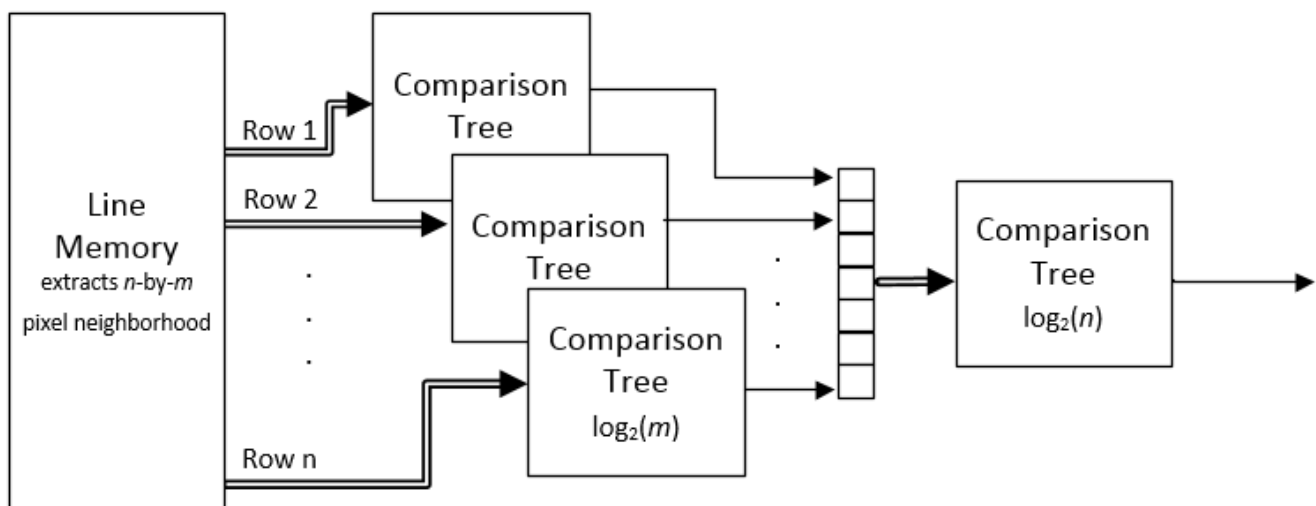 Line
Memory
extracts n-by-m
pixel neighborhood
Row 1
Row 2
Row n
Comparison
Tree
Comparison
Tree
Comparison
Tree
log₂(m)
Comparison
Tree
log₂(n)